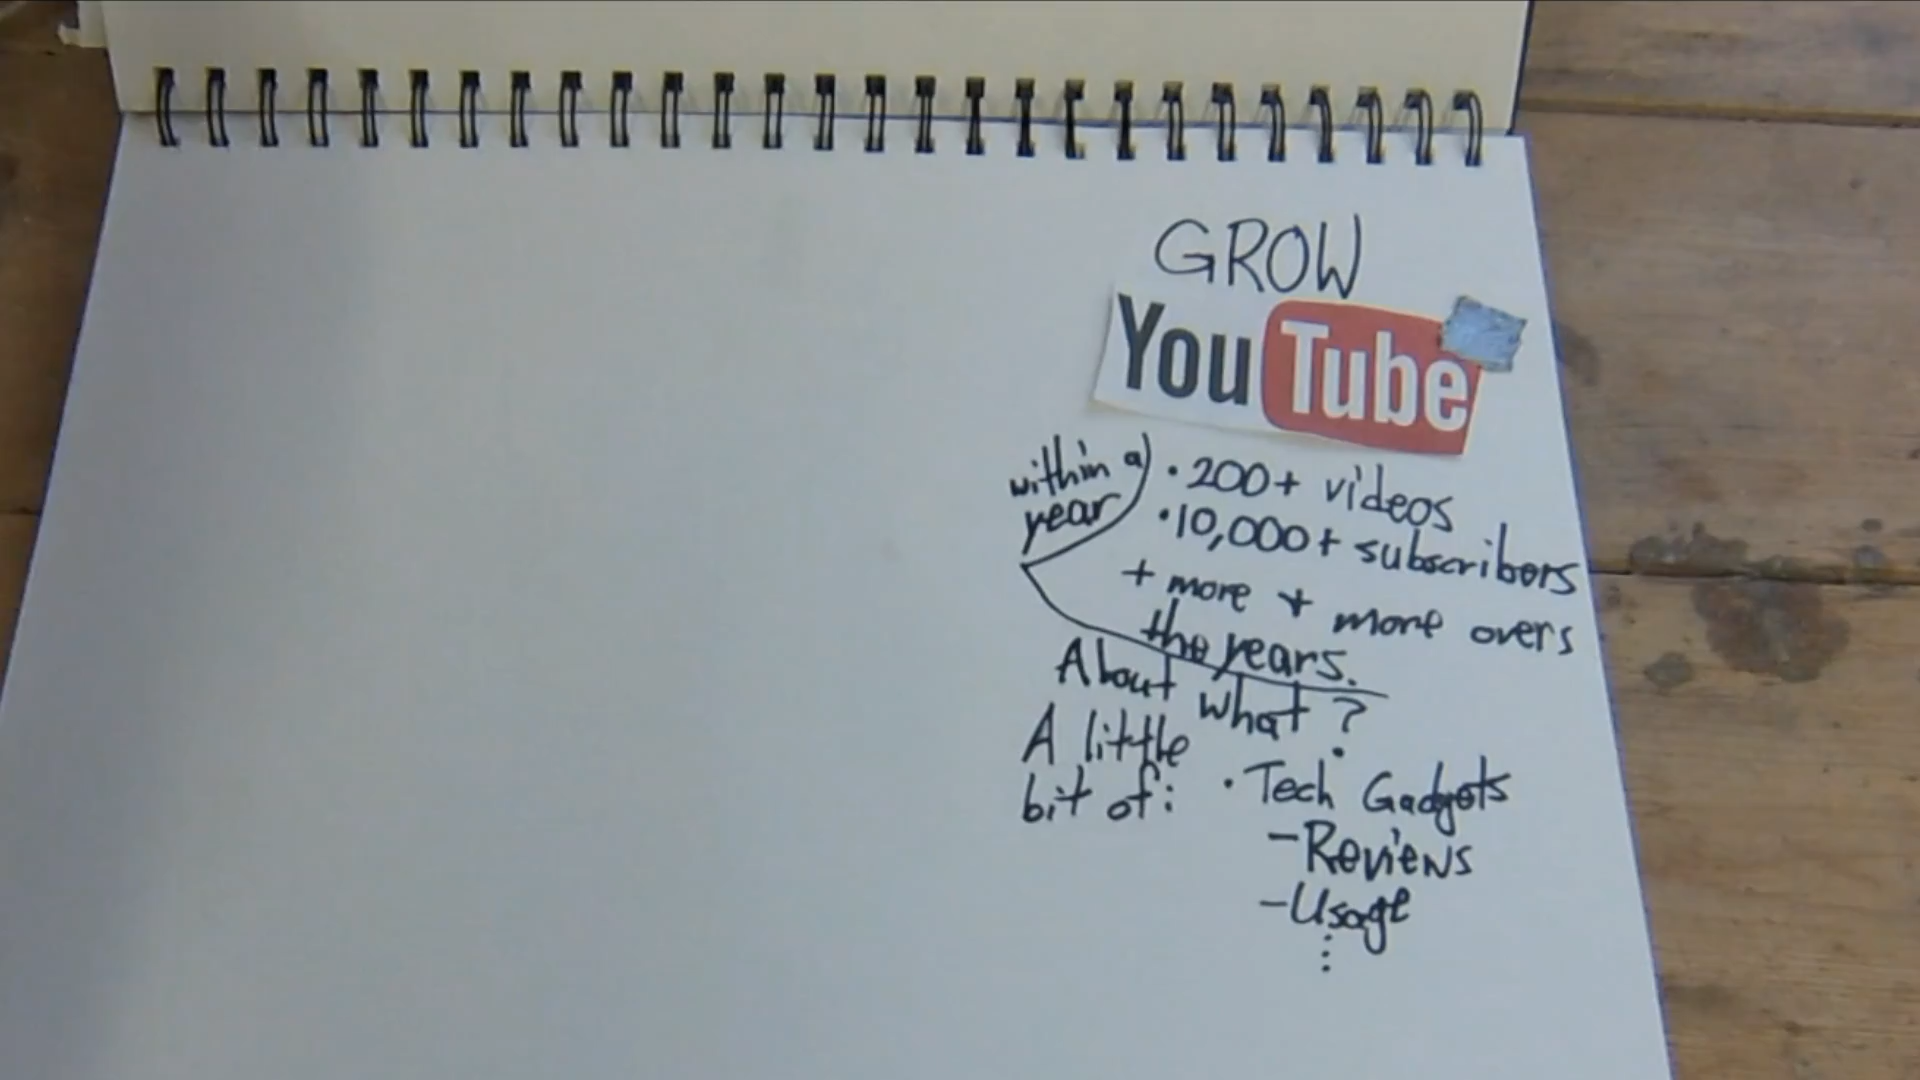 GROW
YouTube
within a
year
• 200+ videos
• 10,000+ subscribers
+ more + more overs
the years.
About what?
A little
bit of:
• Tech Gadgets
- Reviews
- Usage
⋮